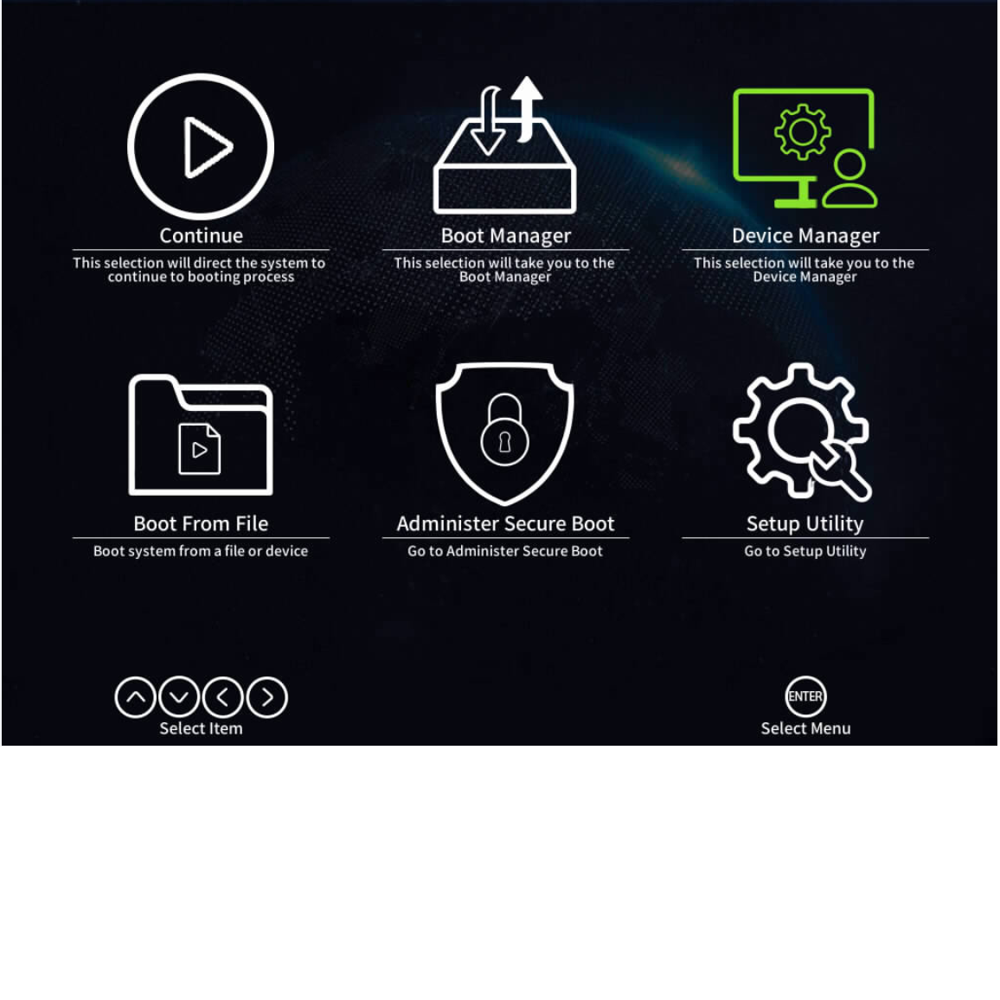 Continue
This selection will direct the system to
continue to booting process
Boot Manager
This selection will take you to the
Boot Manager
Device Manager
This selection will take you to the
Device Manager
Boot From File
Boot system from a file or device
Administer Secure Boot
Go to Administer Secure Boot
Setup Utility
Go to Setup Utility
Select Item
ENTER
Select Menu